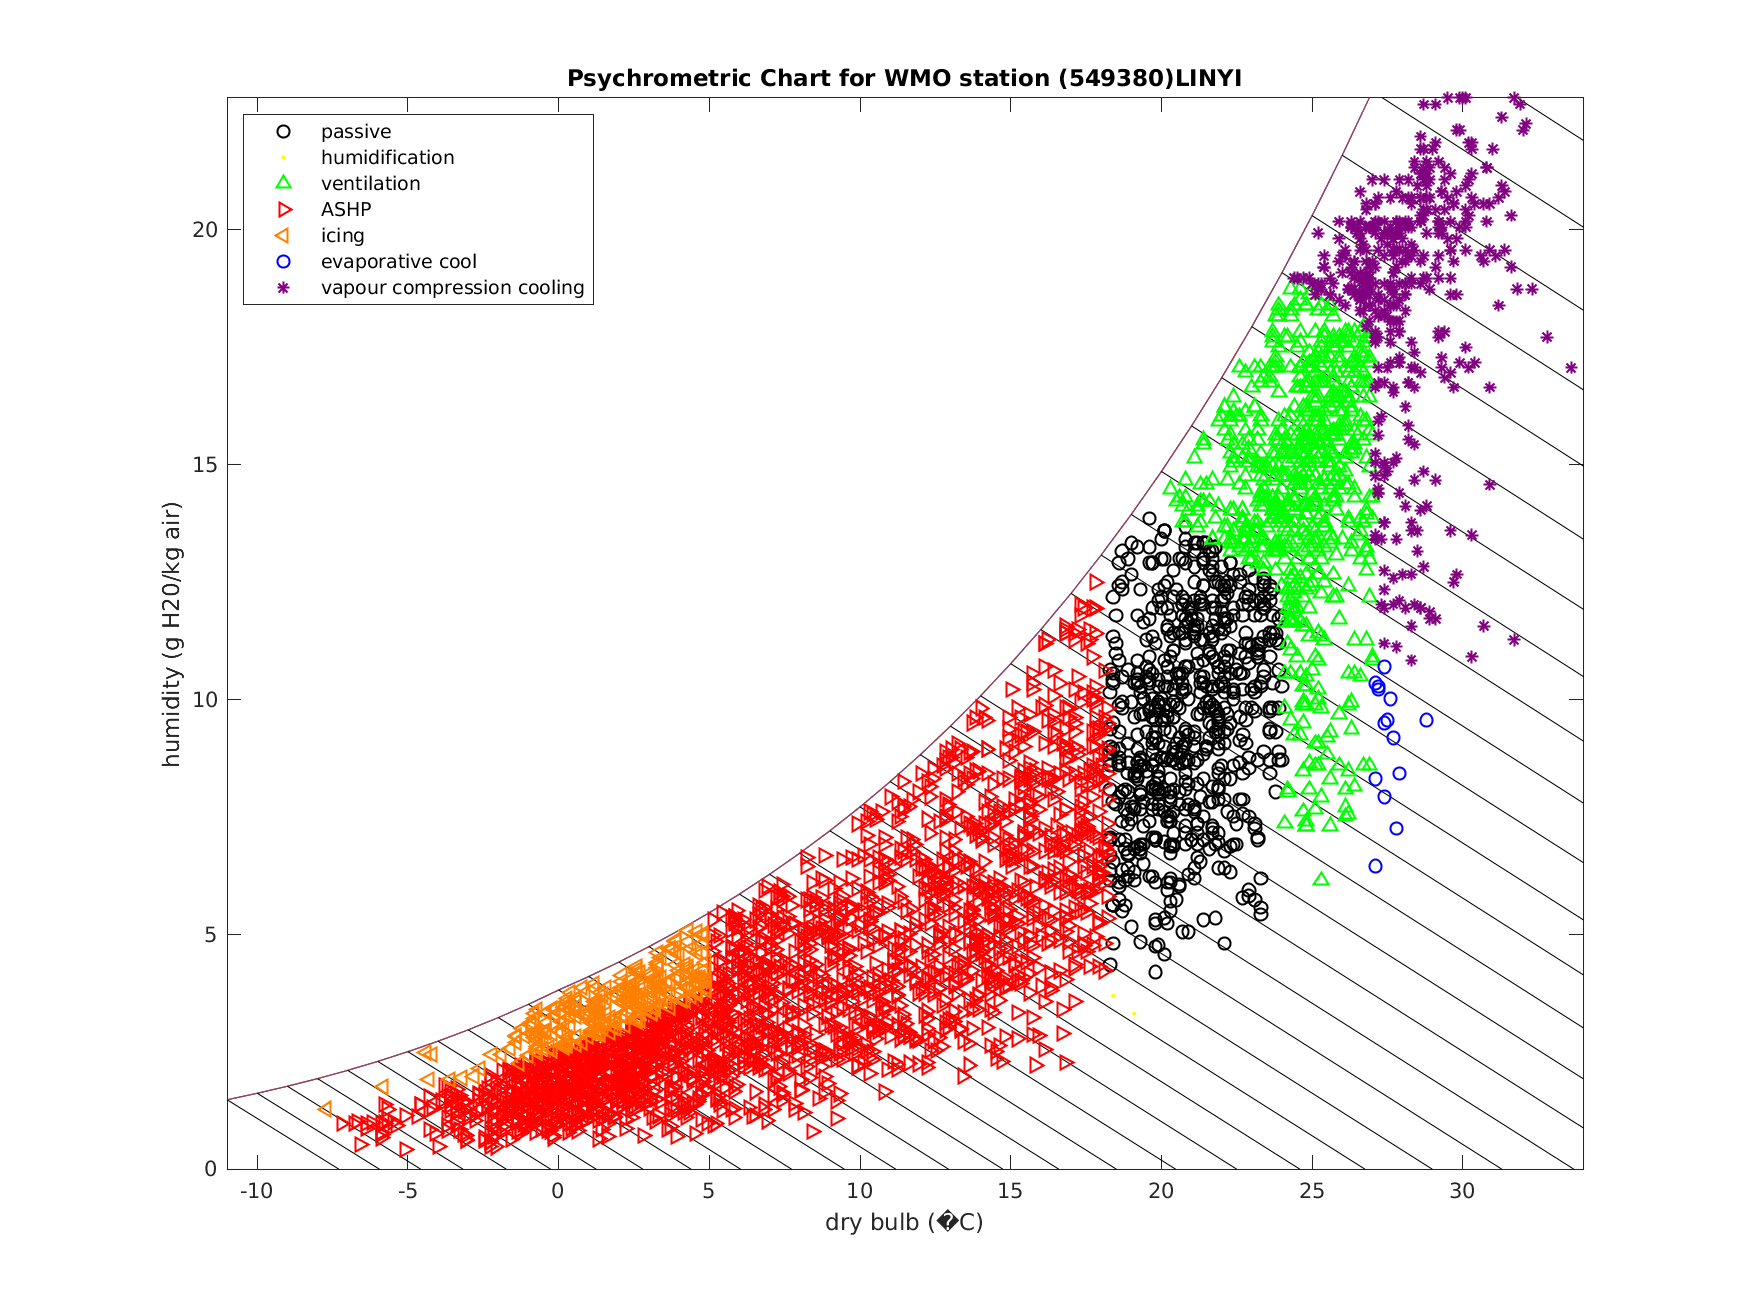 Psychrometric Chart for WMO station (549380)LINYI
passive
humidification
ventilation
ASHP
icing
evaporative cool
vapour compression cooling
humidity (g H20/kg air)
20
15
10
5
0
-10 -5 0 5 10 15 20 25 30
dry bulb (�C)